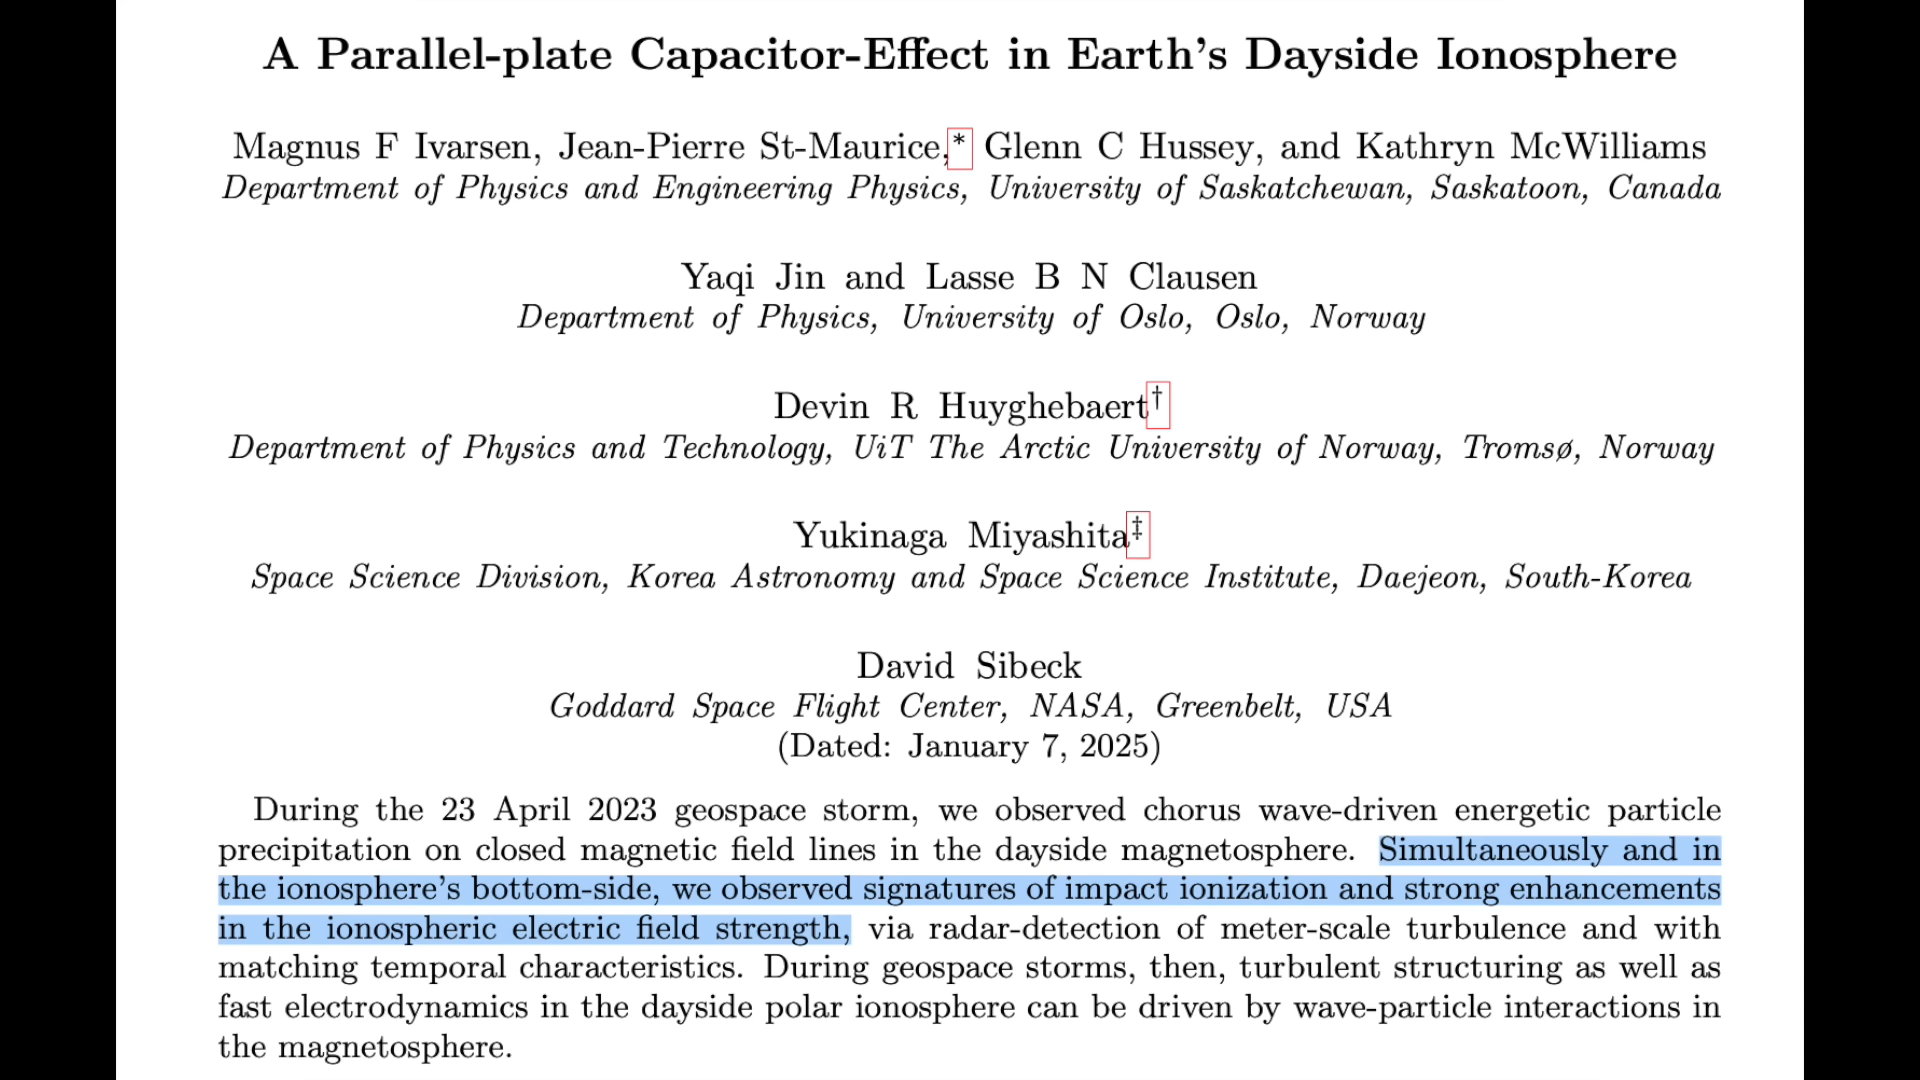 A Parallel-plate Capacitor-Effect in Earth's Dayside Ionosphere
Magnus F Ivarsen, Jean-Pierre St-Maurice,* Glenn C Hussey, and Kathryn McWilliams
Department of Physics and Engineering Physics, University of Saskatchewan, Saskatoon, Canada
Yaqi Jin and Lasse B N Clausen
Department of Physics, University of Oslo, Oslo, Norway
Devin R Huyghebaert†
Department of Physics and Technology, UiT The Arctic University of Norway, Tromsø, Norway
Yukinaga Miyashita‡
Space Science Division, Korea Astronomy and Space Science Institute, Daejeon, South-Korea
David Sibeck
Goddard Space Flight Center, NASA, Greenbelt, USA
(Dated: January 7, 2025)
During the 23 April 2023 geospace storm, we observed chorus wave-driven energetic particle
precipitation on closed magnetic field lines in the dayside magnetosphere. Simultaneously and in
the ionosphere's bottom-side, we observed signatures of impact ionization and strong enhancements
in the ionospheric electric field strength, via radar-detection of meter-scale turbulence and with
matching temporal characteristics. During geospace storms, then, turbulent structuring as well as
fast electrodynamics in the dayside polar ionosphere can be driven by wave-particle interactions in
the magnetosphere.